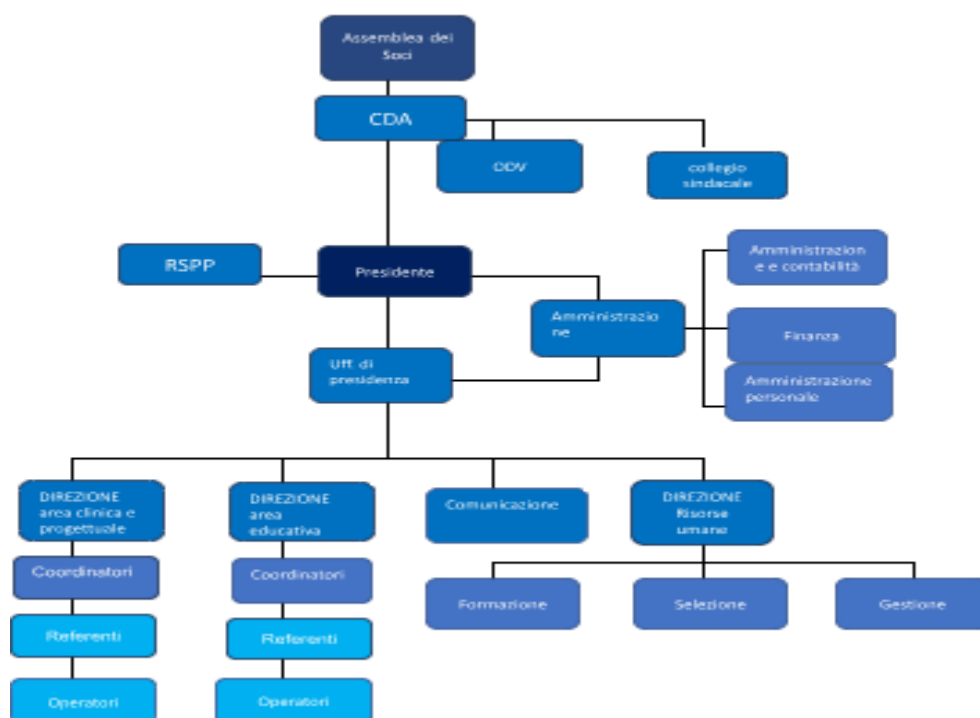 Assemblea dei
Soci
CDA
ODV
collegio
sindacale
RSPP
Presidente
Amministrazion
e e contabilità
Amministrazio
ne
Finanza
Uff. di
presidenza
Amministrazione
personale
DIREZIONE
area clinica e
progettuale
DIREZIONE
area
educativa
Comunicazione
DIREZIONE
Risorse
umane
Coordinatori
Coordinatori
Formazione
Selezione
Gestione
Referenti
Referenti
Operatori
Operatori